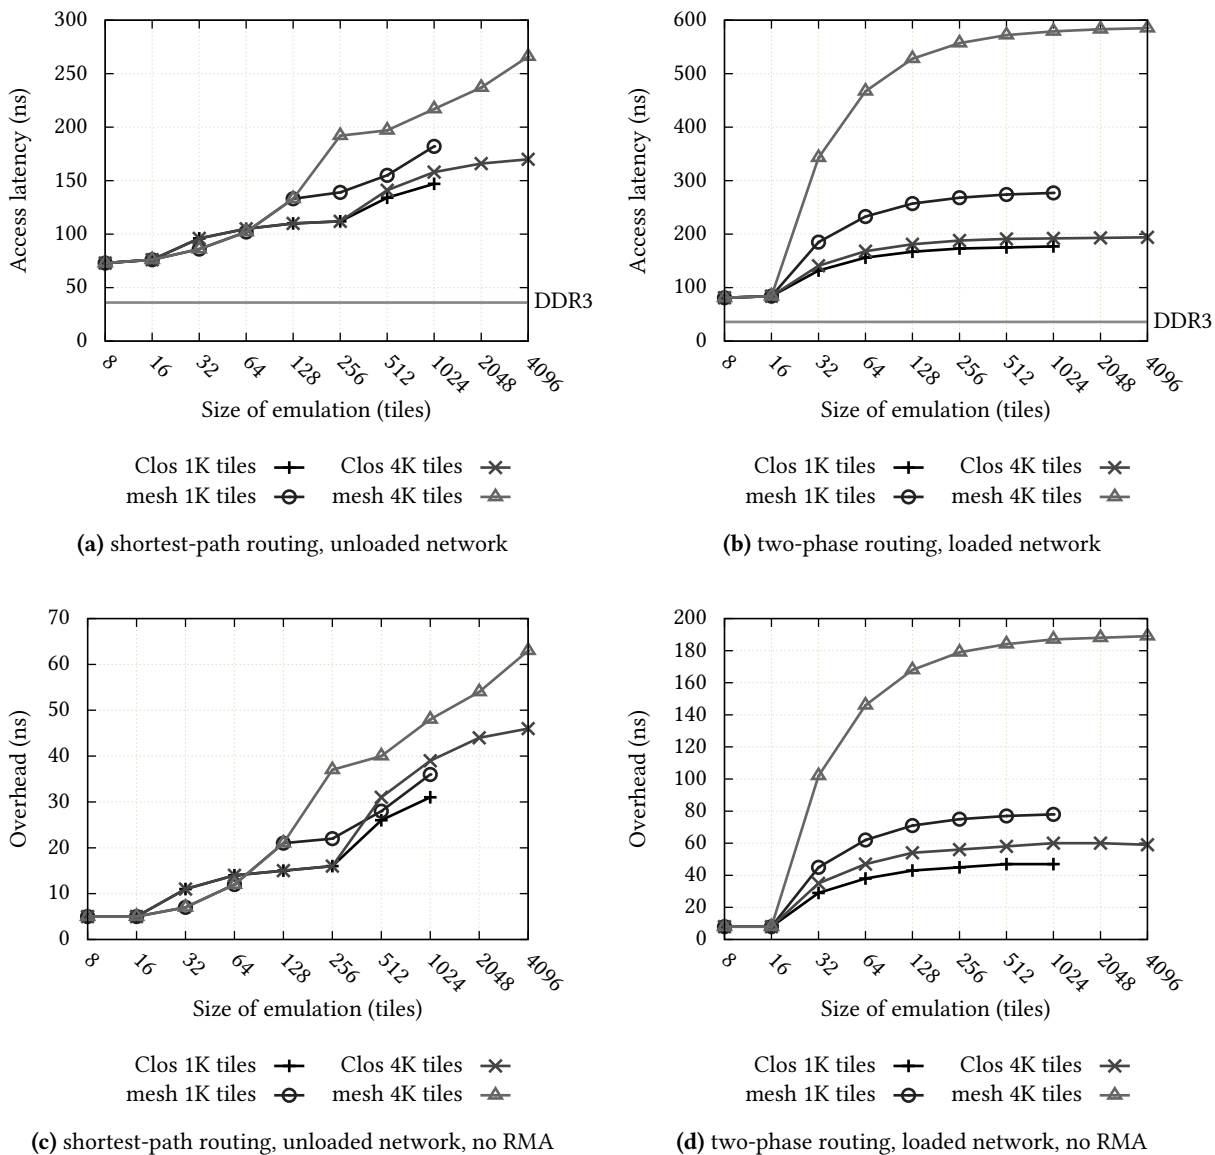 300
250
200
150
100
50
0
Access latency (ns)
DDR3
8
16
32
64
128
256
512
1024
2048
4096
Size of emulation (tiles)
Clos 1K tiles
Clos 4K tiles
mesh 1K tiles
mesh 4K tiles
(a) shortest-path routing, unloaded network
600
500
400
300
200
100
0
Access latency (ns)
DDR3
8
16
32
64
128
256
512
1024
2048
4096
Size of emulation (tiles)
Clos 1K tiles
Clos 4K tiles
mesh 1K tiles
mesh 4K tiles
(b) two-phase routing, loaded network
70
60
50
40
30
20
10
0
Overhead (ns)
8
16
32
64
128
256
512
1024
2048
4096
Size of emulation (tiles)
Clos 1K tiles
Clos 4K tiles
mesh 1K tiles
mesh 4K tiles
(c) shortest-path routing, unloaded network, no RMA
200
180
160
140
120
100
80
60
40
20
0
Overhead (ns)
8
16
32
64
128
256
512
1024
2048
4096
Size of emulation (tiles)
Clos 1K tiles
Clos 4K tiles
mesh 1K tiles
mesh 4K tiles
(d) two-phase routing, loaded network, no RMA